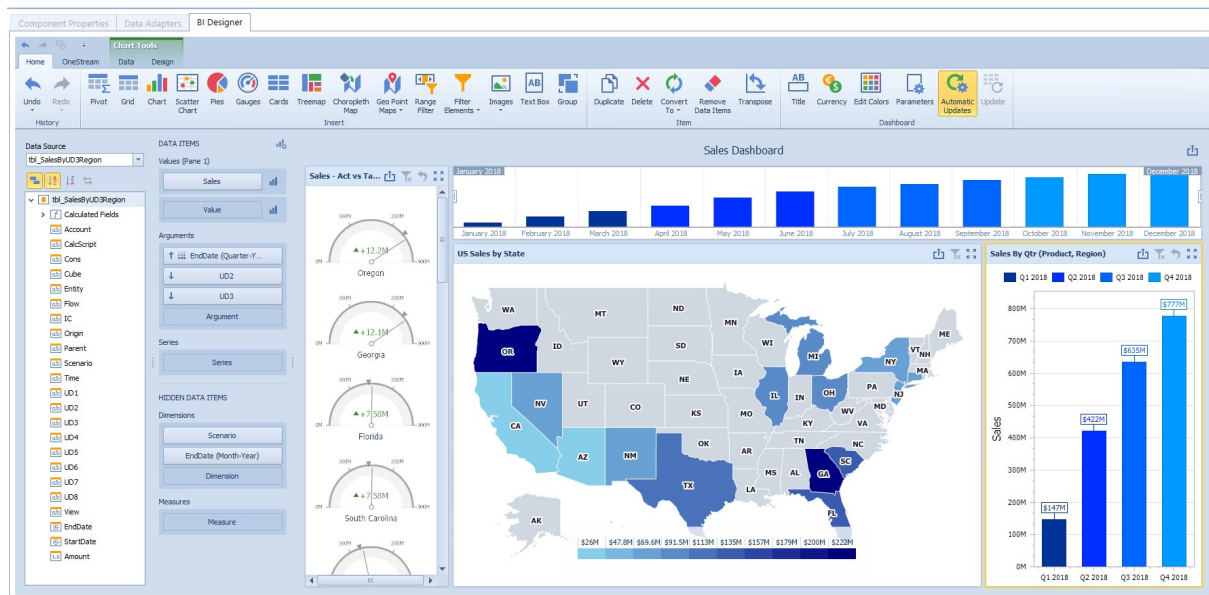 Component Properties Data Adapters BI Designer
Chart Tools
Home OneStream Data Design
Undo Redo Pivot Grid Chart Scatter Chart Pies Gauges Cards Treemap Choropleth Map Geo Point Maps Range Filter Filter Elements Images Text Box Group Duplicate Delete Convert To Remove Data Items Transpose Title Currency Edit Colors Parameters Automatic Updates Update
History Insert Item Dashboard
Data Source
tbl_SalesByUD3Region
tbl_SalesByUD3Region
Calculated Fields
Account
CalcScript
Cons
Cube
Entity
Flow
IC
Origin
Parent
Scenario
Time
UD1
UD2
UD3
UD4
UD5
UD6
UD7
UD8
View
EndDate
StartDate
Amount
DATA ITEMS
Values (Pane 1)
Sales
Value
Arguments
EndDate (Quarter-Y...
UD2
UD3
Argument
Series
Series
HIDDEN DATA ITEMS
Dimensions
Scenario
EndDate (Month-Year)
Dimension
Measures
Measure
Sales - Act vs Ta...
+12.2M
Oregon
+12.1M
Georgia
+7.58M
Florida
+7.58M
South Carolina
Sales Dashboard
January 2018 December 2018
January 2018 February 2018 March 2018 April 2018 May 2018 June 2018 July 2018 August 2018 September 2018 October 2018 November 2018 December 2018
US Sales by State
WA MT ND MN ME
OR ID SD WI VT NH
WY MI NY MA
NE IA PA NJ
NV UT CO IL IN OH MD
CA KS MO WV VA
KY
AZ NM OK AR TN NC
SC
TX MS AL GA
LA
AK FL
$26M $47.8M $69.6M $91.5M $113M $135M $157M $179M $200M $222M
Sales By Qtr (Product, Region)
Q1 2018 Q2 2018 Q3 2018 Q4 2018
800M
$777M
700M
$635M
600M
500M
$422M
400M
Sales
300M
200M
$147M
100M
0M
Q1 2018 Q2 2018 Q3 2018 Q4 2018